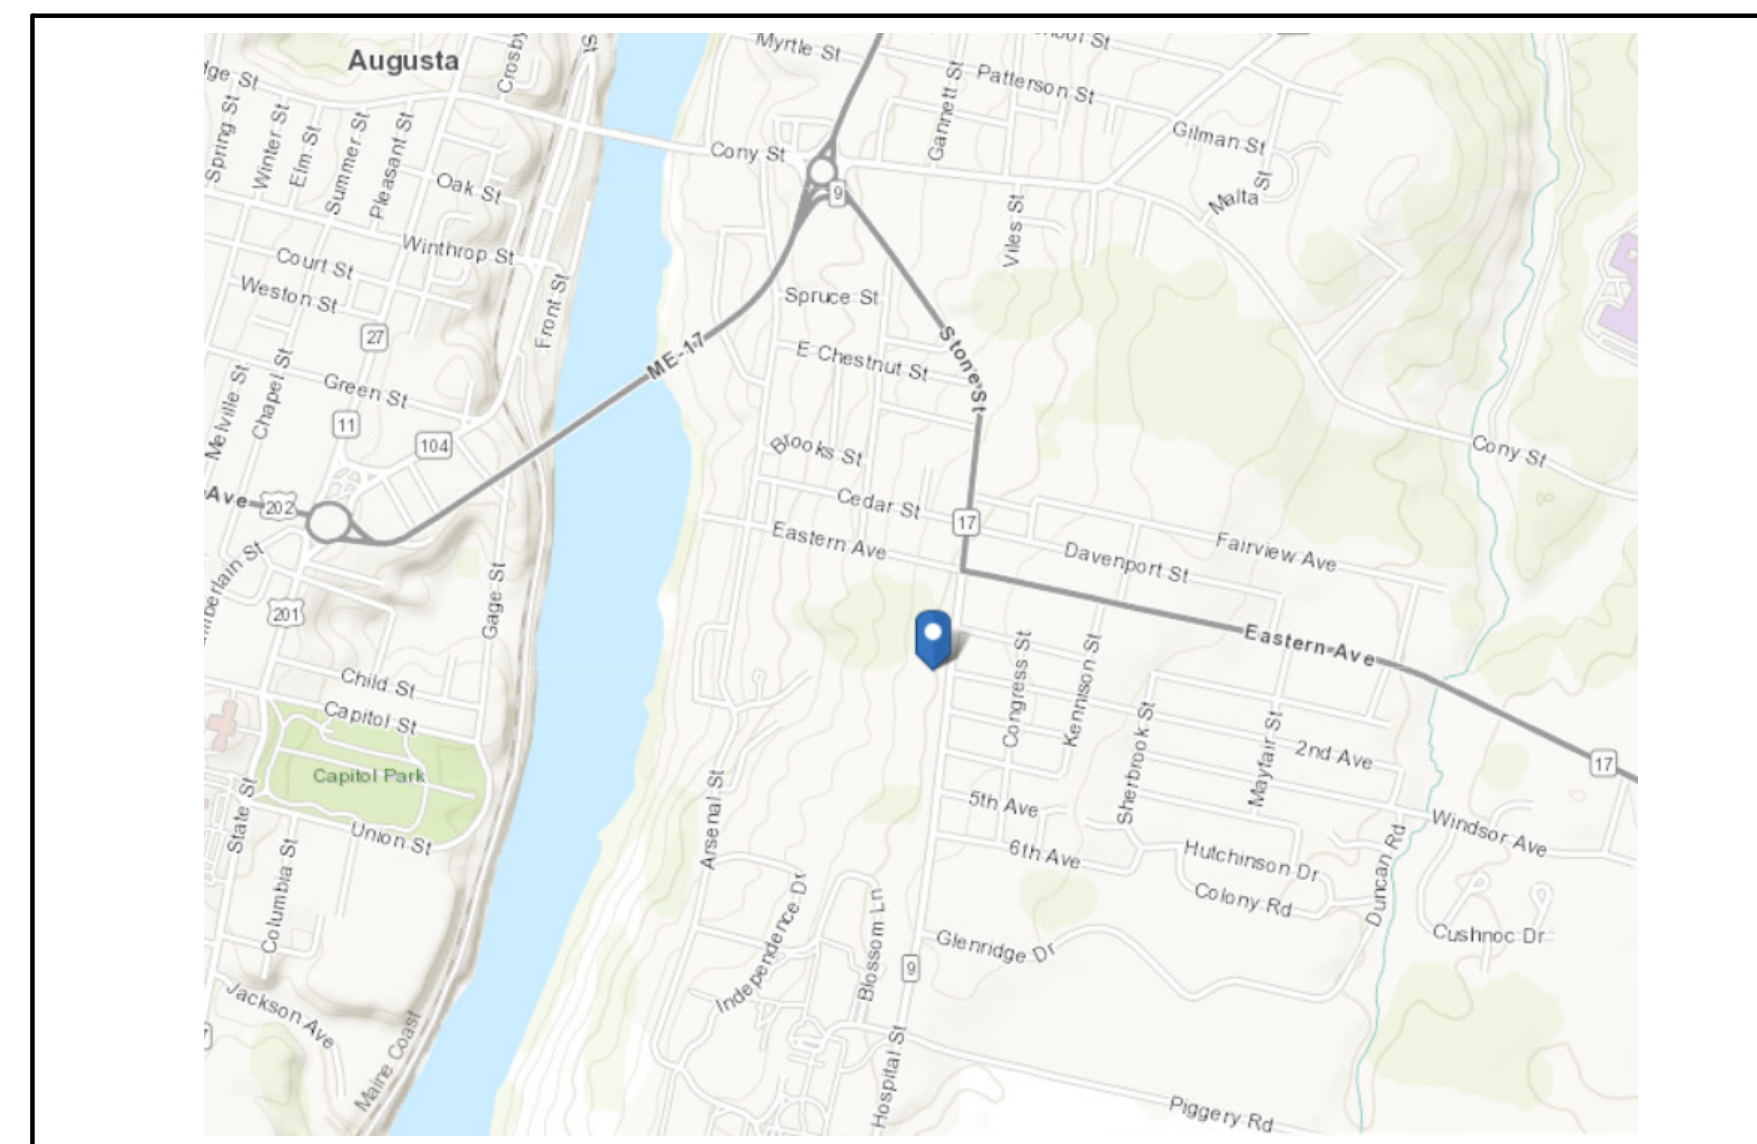 Augusta
Myrtle St
Patterson St
Gannett St
Gilman St
Malta St
Viles St
Cony St
9
Spring St
Winter St
Elm St
Summer St
Pleasant St
Oak St
Winthrop St
Court St
Weston St
Front St
27
Spruce St
Stone St
ME-17
E Chestnut St
Green St
Melville St
Chapel St
11
104
Brooks St
Cony St
Ave
202
Cedar St
17
Eastern Ave
Davenport St
Fairview Ave
Gage St
201
Eastern Ave
Congress St
Kennison St
Child St
Capitol St
Capitol Park
Sherbrook St
Mayfair St
2nd Ave
17
State St
Union St
Columbia St
Arsenal St
5th Ave
6th Ave
Windsor Ave
Hutchinson Dr
Colony Rd
Duncan Rd
Cushnoc Dr
Independence Dr
Blossom Ln
Glenridge Dr
9
Jackson Ave
Maine Coast
Hospital St
Piggery Rd